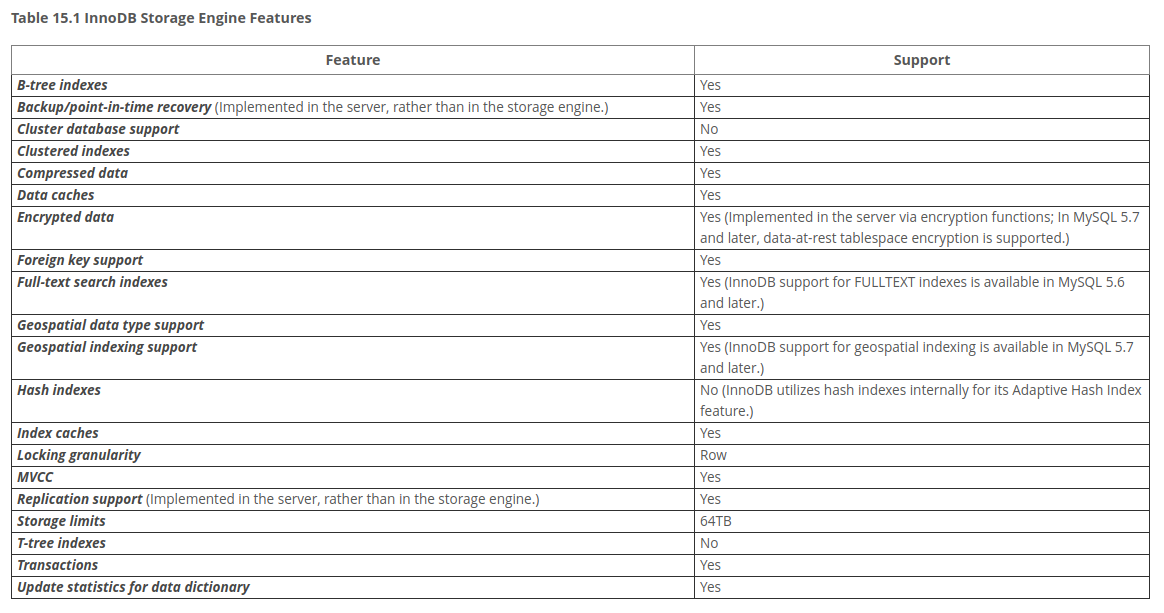 Table 15.1 InnoDB Storage Engine Features
Feature Support
B-tree indexes Yes
Backup/point-in-time recovery (Implemented in the server, rather than in the storage engine.) Yes
Cluster database support No
Clustered indexes Yes
Compressed data Yes
Data caches Yes
Encrypted data Yes (Implemented in the server via encryption functions; In MySQL 5.7
and later, data-at-rest tablespace encryption is supported.)
Foreign key support Yes
Full-text search indexes Yes (InnoDB support for FULLTEXT indexes is available in MySQL 5.6
and later.)
Geospatial data type support Yes
Geospatial indexing support Yes (InnoDB support for geospatial indexing is available in MySQL 5.7
and later.)
Hash indexes No (InnoDB utilizes hash indexes internally for its Adaptive Hash Index
feature.)
Index caches Yes
Locking granularity Row
MVCC Yes
Replication support (Implemented in the server, rather than in the storage engine.) Yes
Storage limits 64TB
T-tree indexes No
Transactions Yes
Update statistics for data dictionary Yes